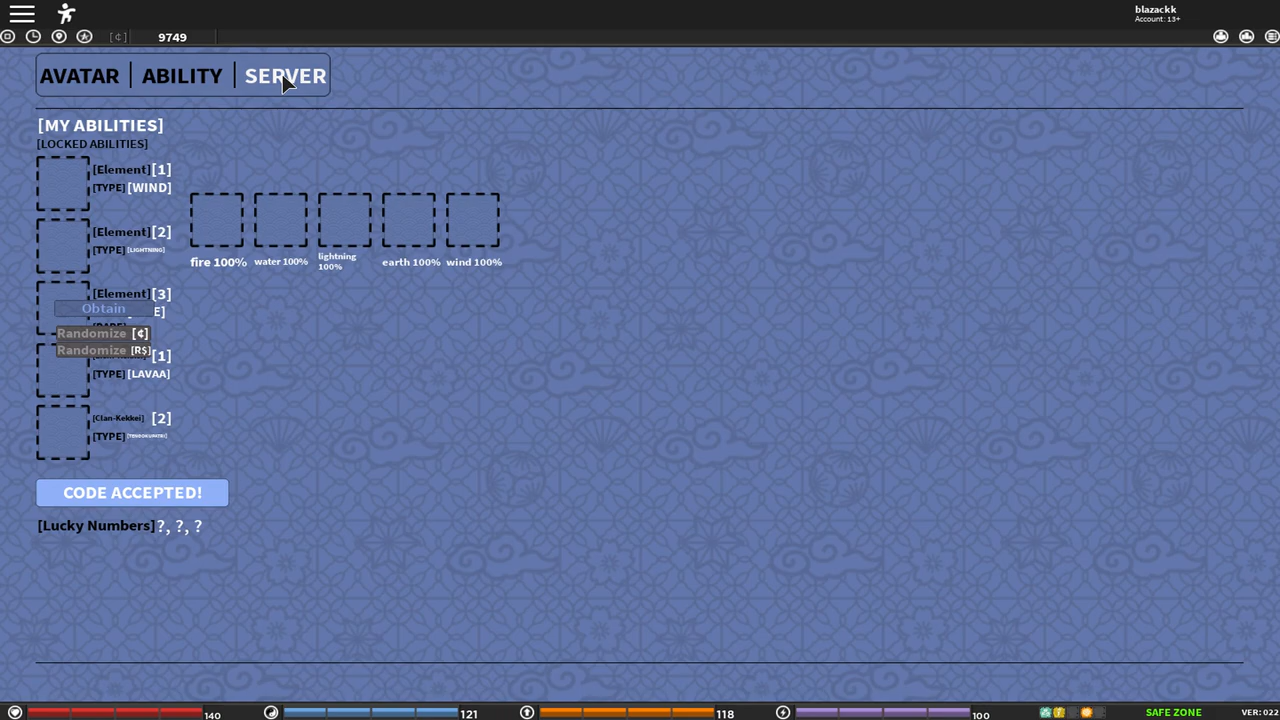 blazackk
Account: 13+
[¢] 9749
AVATAR | ABILITY | SERVER
[MY ABILITIES]
[LOCKED ABILITIES]
[Element] [1]
[TYPE] [WIND]
[Element] [2]
[TYPE] [LIGHTNING]
fire 100% water 100% lightning 100% earth 100% wind 100%
[Element] [3]
Obtain E]
Randomize [¢]
Randomize [R$] [1]
[TYPE] [LAVAA]
[Clan-Kekkei] [2]
[TYPE]
CODE ACCEPTED!
[Lucky Numbers] ?, ?, ?
140 121 118 100 SAFE ZONE VER:022